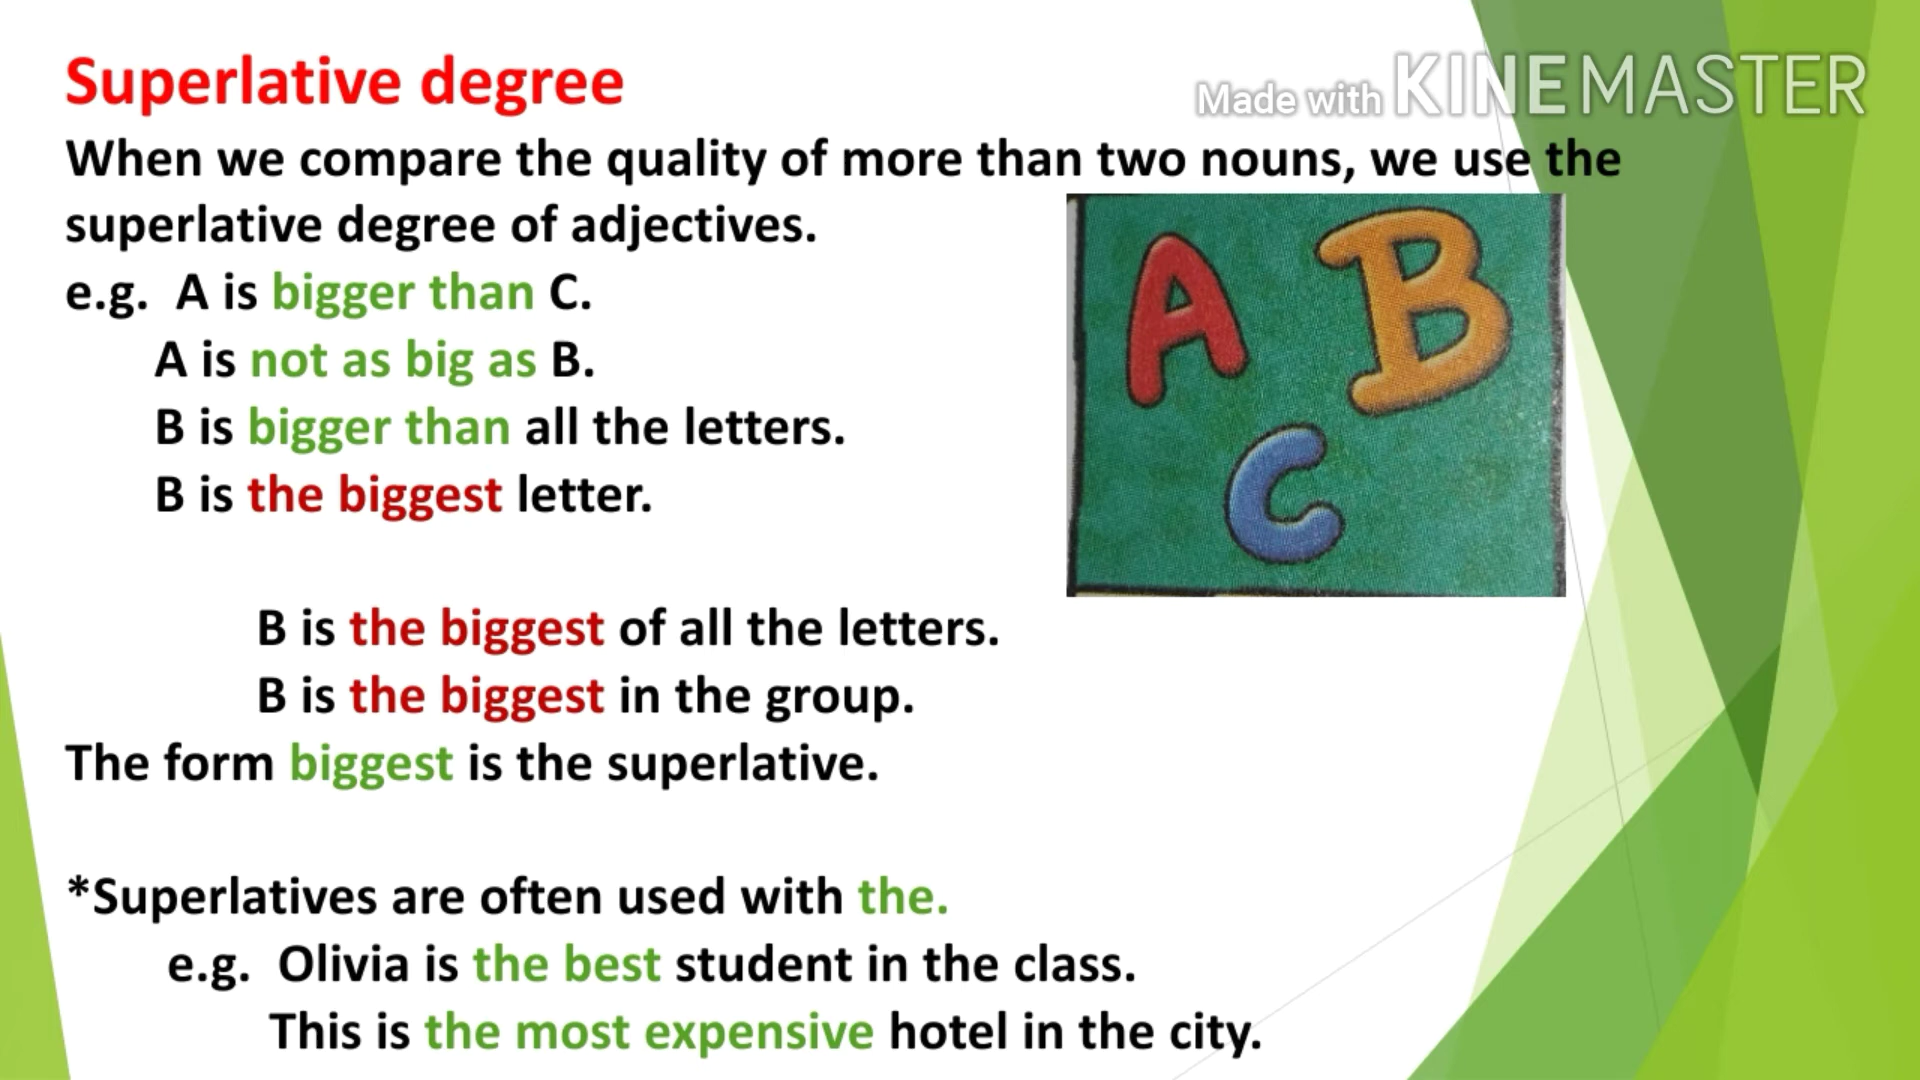 Superlative degree
Made with KINEMASTER
When we compare the quality of more than two nouns, we use the
superlative degree of adjectives.
e.g. A is bigger than C.
A is not as big as B.
B is bigger than all the letters.
B is the biggest letter.
A B
C
B is the biggest of all the letters.
B is the biggest in the group.
The form biggest is the superlative.
*Superlatives are often used with the.
e.g. Olivia is the best student in the class.
This is the most expensive hotel in the city.